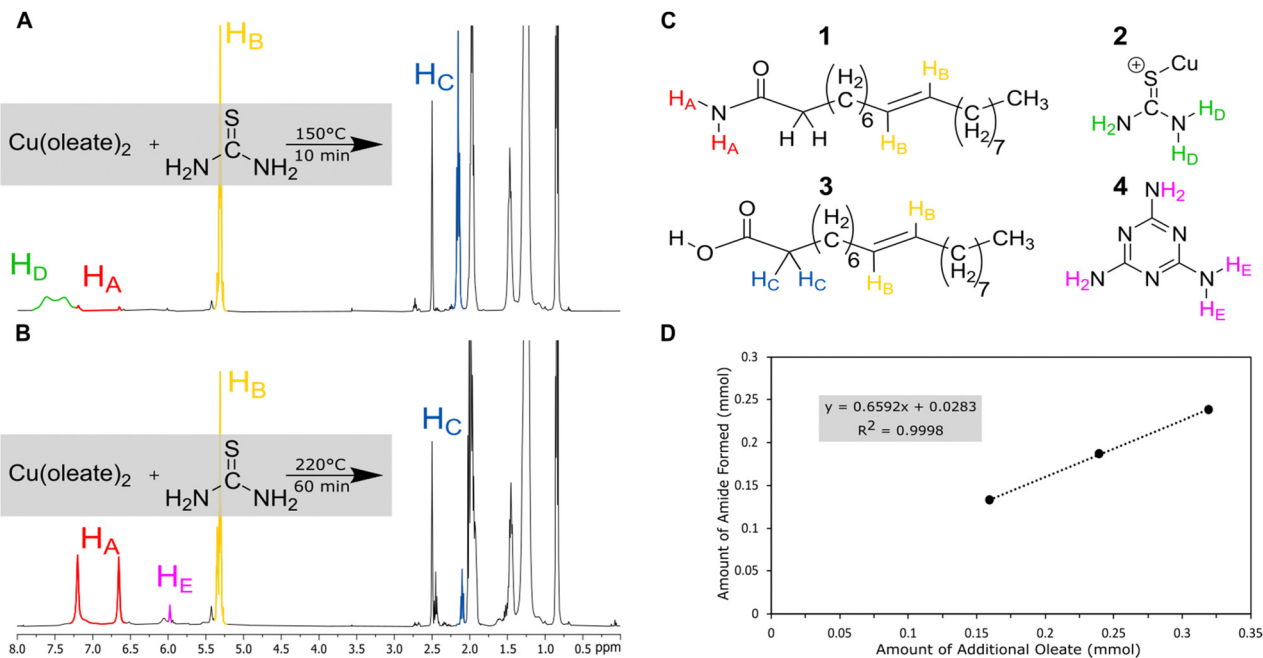 A
H_B
H_C
Cu(oleate)2 +
S
C
H2N NH2
150°C
10 min
H_D
H_A
B
H_B
H_C
Cu(oleate)2 +
S
C
H2N NH2
220°C
60 min
H_A
H_E
8.0 7.5 7.0 6.5 6.0 5.5 5.0 4.5 4.0 3.5 3.0 2.5 2.0 1.5 1.0 0.5 ppm
C
1
O
H_A N
H_A
H H
(H2 C)6
H_B
H_B
(C H2)7
CH3
2
⊕ S Cu
H2N N H_D
H_D
3
O
H O
H_C H_C
(H2 C)6
H_B
H_B
(C H2)7
CH3
4
NH2
N N
H2N N N H_E
H_E
D
Amount of Amide Formed (mmol)
0.3
0.25
0.2
0.15
0.1
0.05
0
y = 0.6592x + 0.0283
R2 = 0.9998
0 0.05 0.1 0.15 0.2 0.25 0.3 0.35
Amount of Additional Oleate (mmol)